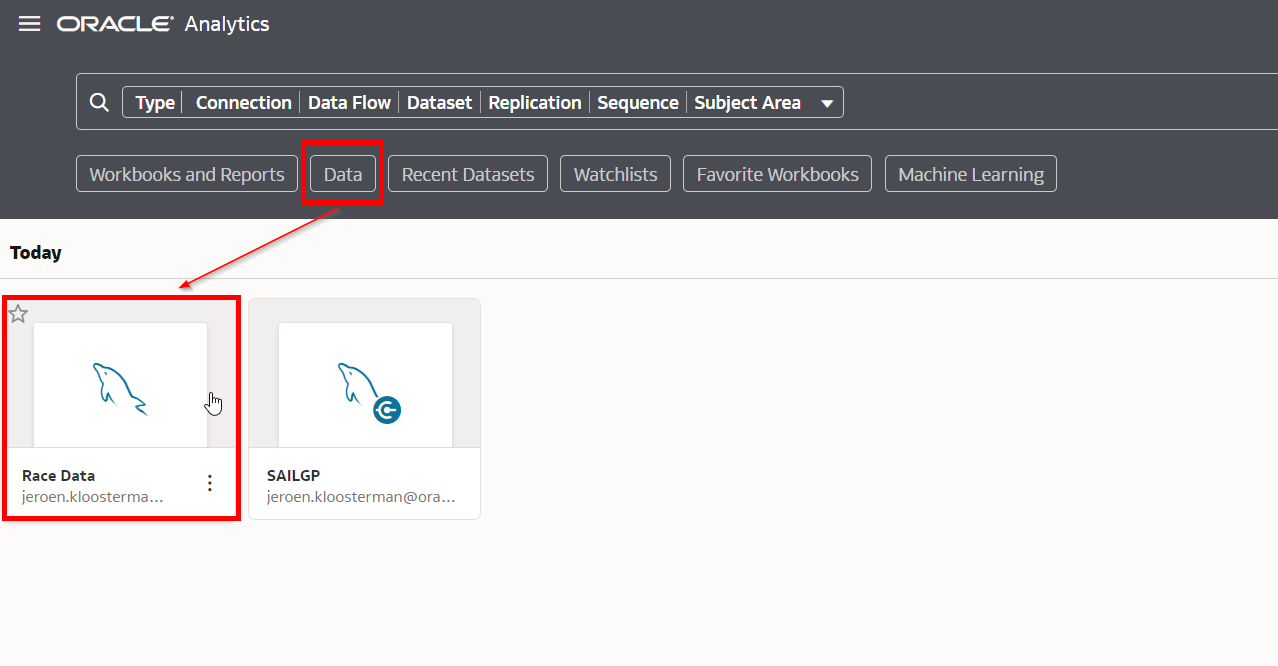 ORACLE Analytics
Type Connection Data Flow Dataset Replication Sequence Subject Area
Workbooks and Reports Data Recent Datasets Watchlists Favorite Workbooks Machine Learning
Today
Race Data
jeroen.kloosterma...
SAILGP
jeroen.kloosterman@ora...